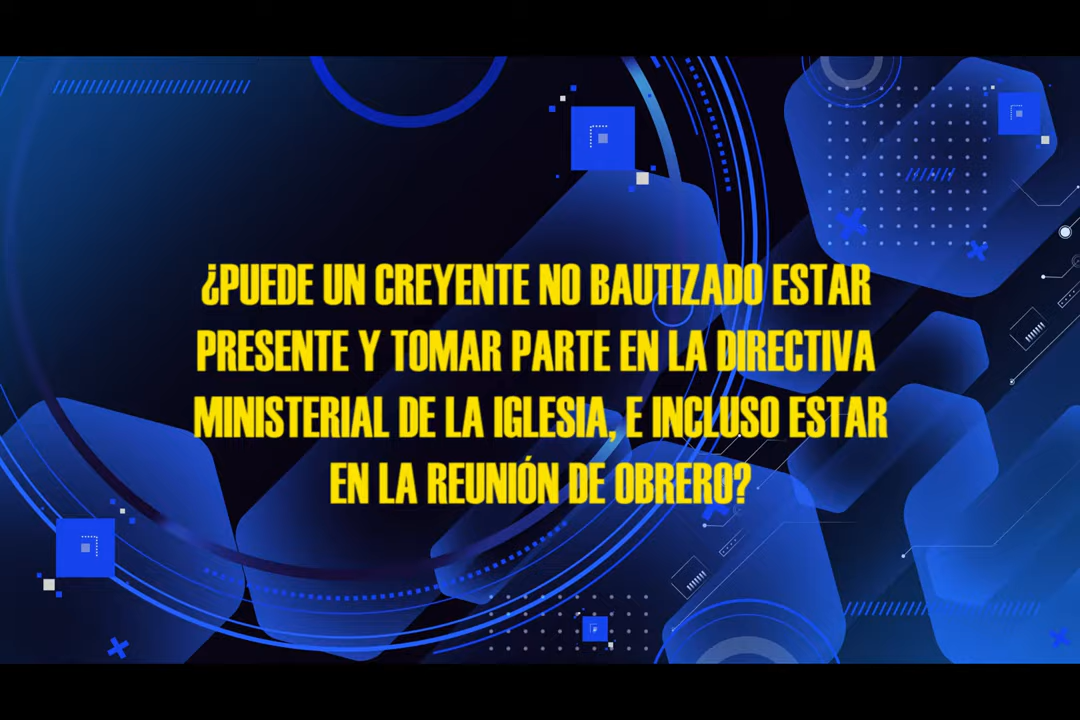 ¿PUEDE UN CREYENTE NO BAUTIZADO ESTAR
PRESENTE Y TOMAR PARTE EN LA DIRECTIVA
MINISTERIAL DE LA IGLESIA, E INCLUSO ESTAR
EN LA REUNIÓN DE OBRERO?